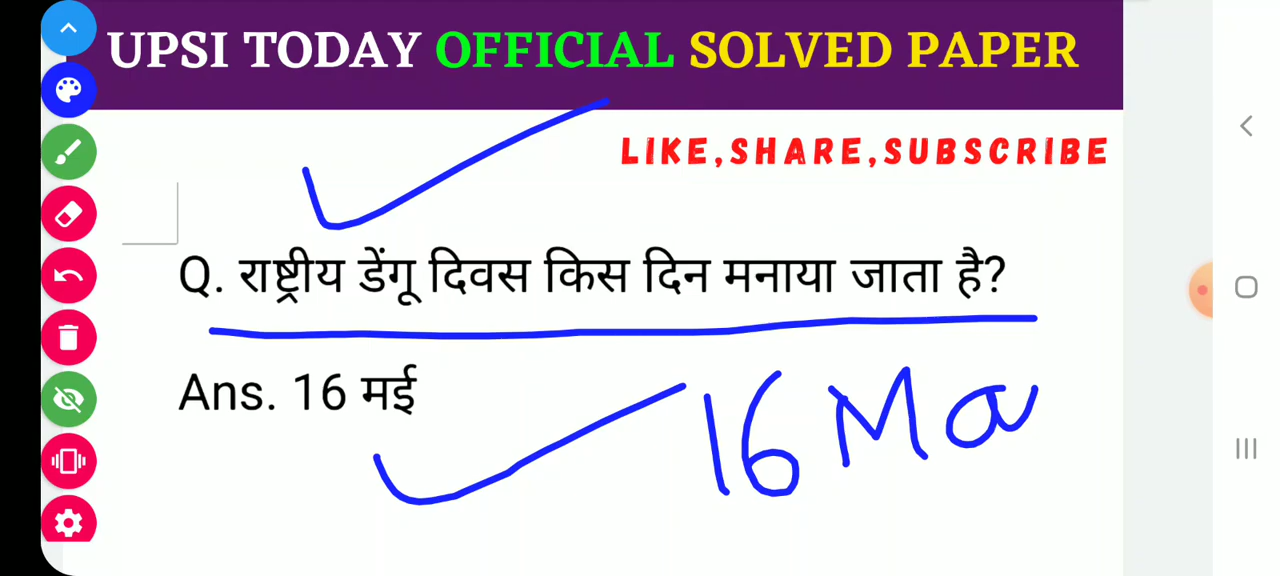 UPSI TODAY OFFICIAL SOLVED PAPER
LIKE,SHARE,SUBSCRIBE
Q. राष्ट्रीय डेंगू दिवस किस दिन मनाया जाता है?
Ans. 16 मई
16 Ma